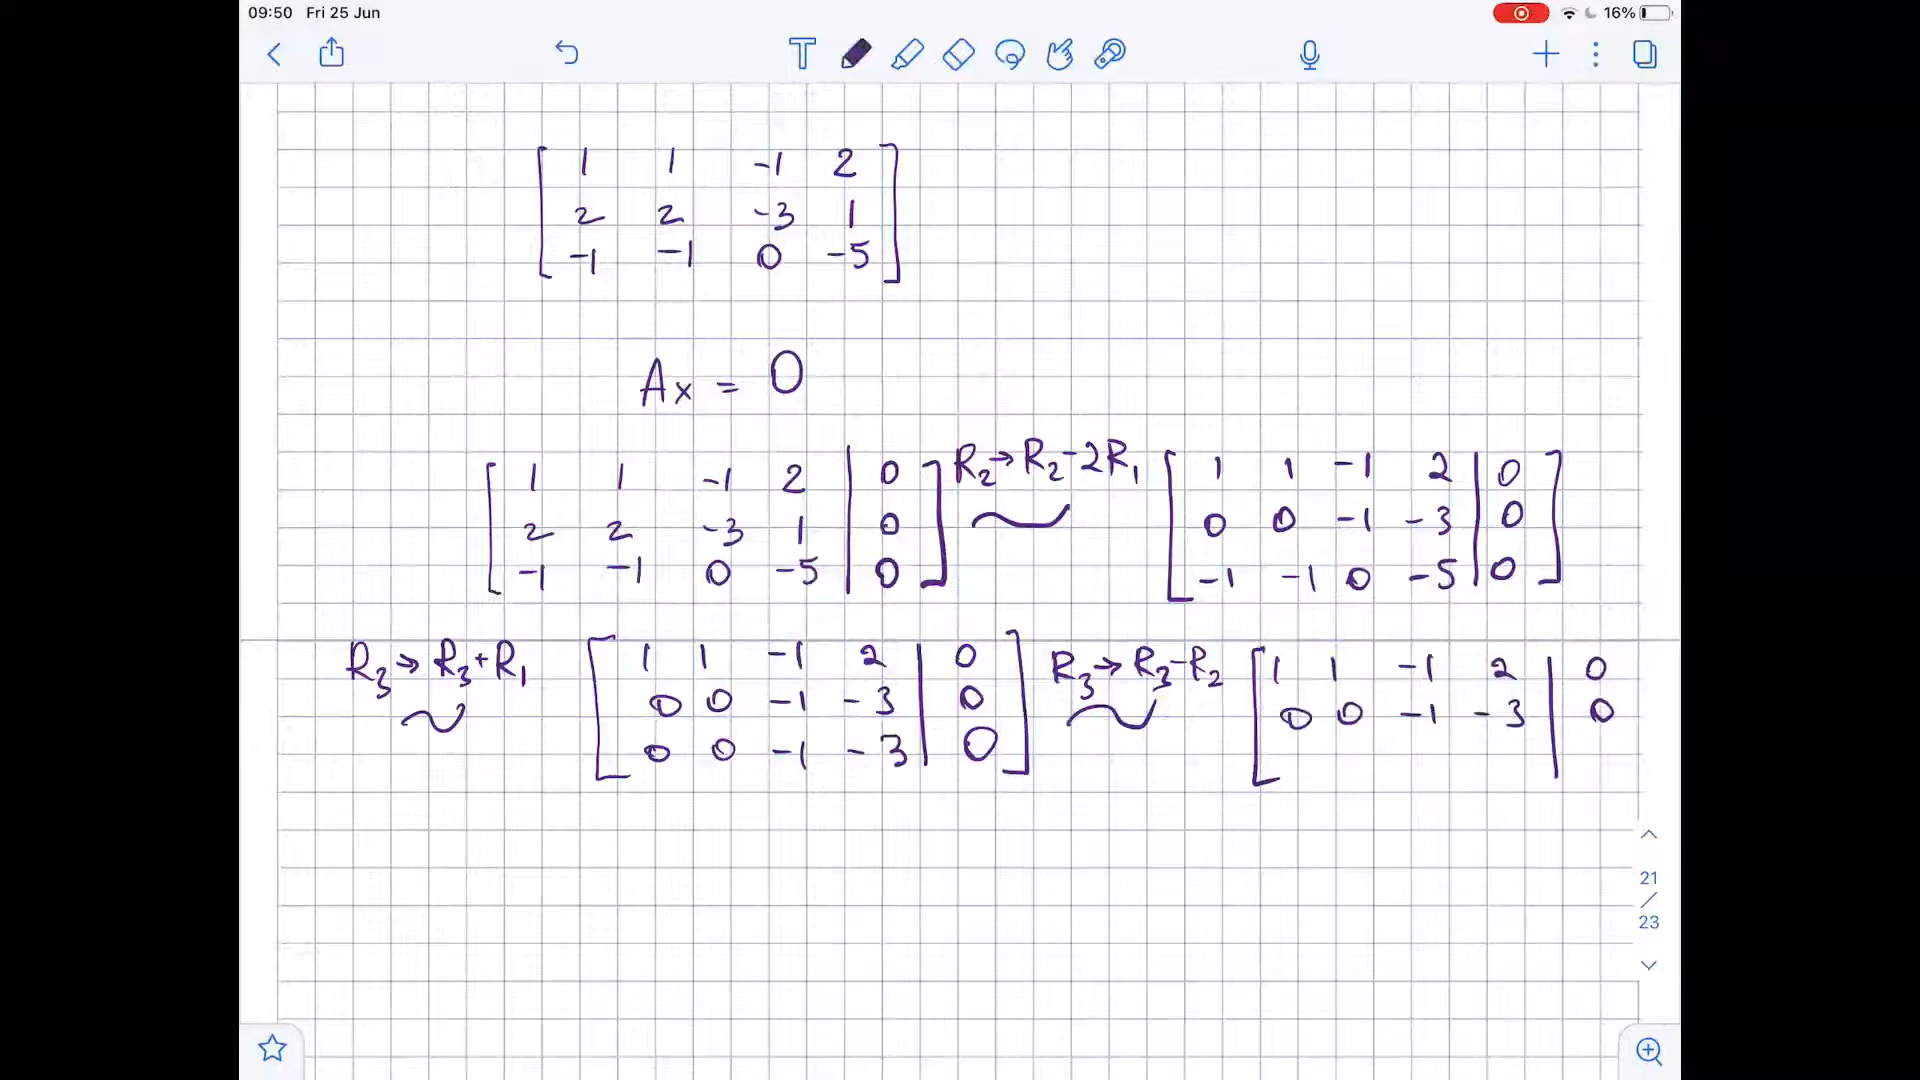 09:50 Fri 25 Jun 16%
T
1 1 -1 2
2 2 -3 1
-1 -1 0 -5
Ax = 0
1 1 -1 2 | 0 R2→R2-2R1 1 1 -1 2 | 0
2 2 -3 1 | 0 0 0 -1 -3 | 0
-1 -1 0 -5 | 0 -1 -1 0 -5 | 0
R3→R3+R1 1 1 -1 2 | 0 R3→R3-R2 1 1 -1 2 | 0
0 0 -1 -3 | 0 0 0 -1 -3 | 0
0 0 -1 -3 | 0
21
/
23